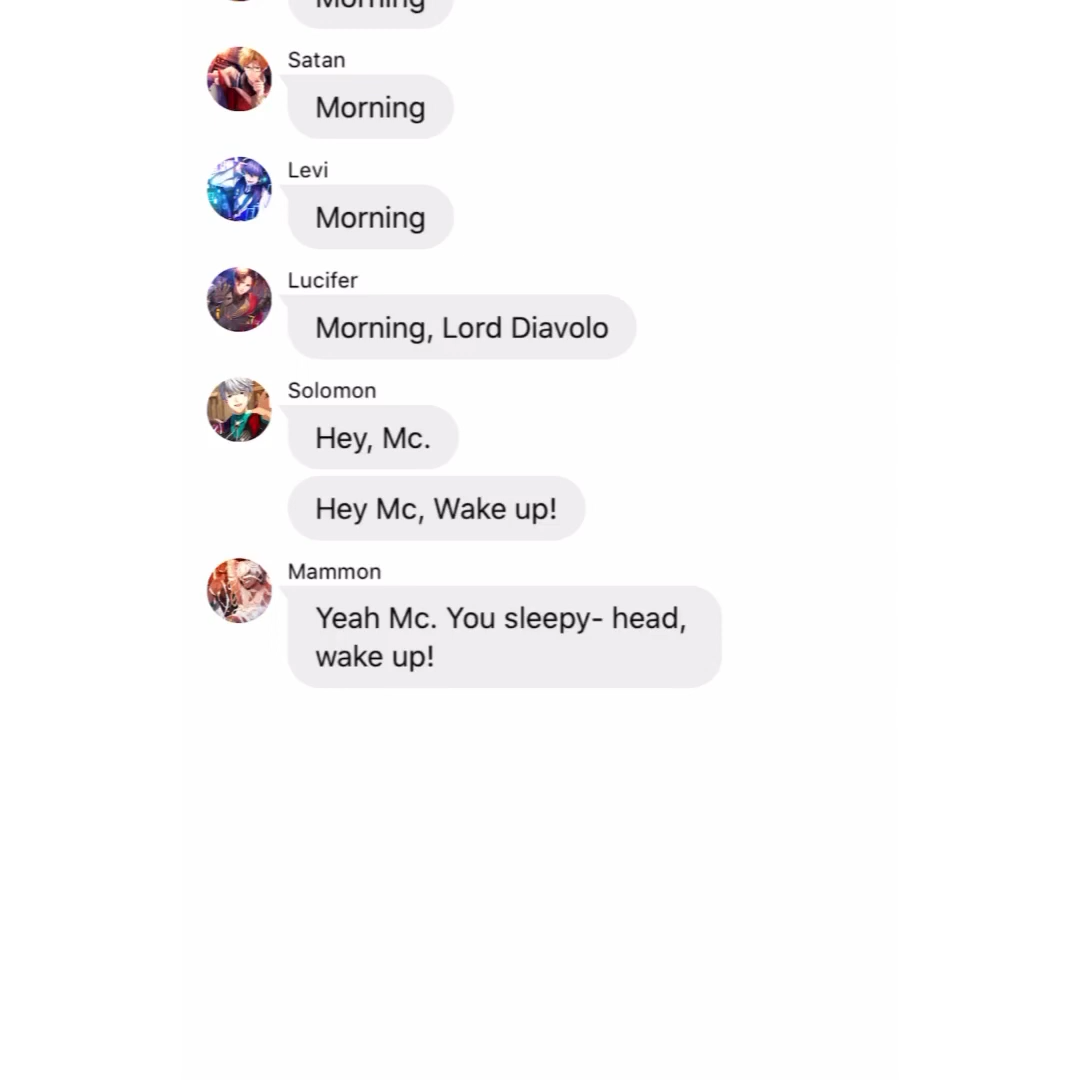 Morning
Satan
Morning
Levi
Morning
Lucifer
Morning, Lord Diavolo
Solomon
Hey, Mc.
Hey Mc, Wake up!
Mammon
Yeah Mc. You sleepy- head,
wake up!